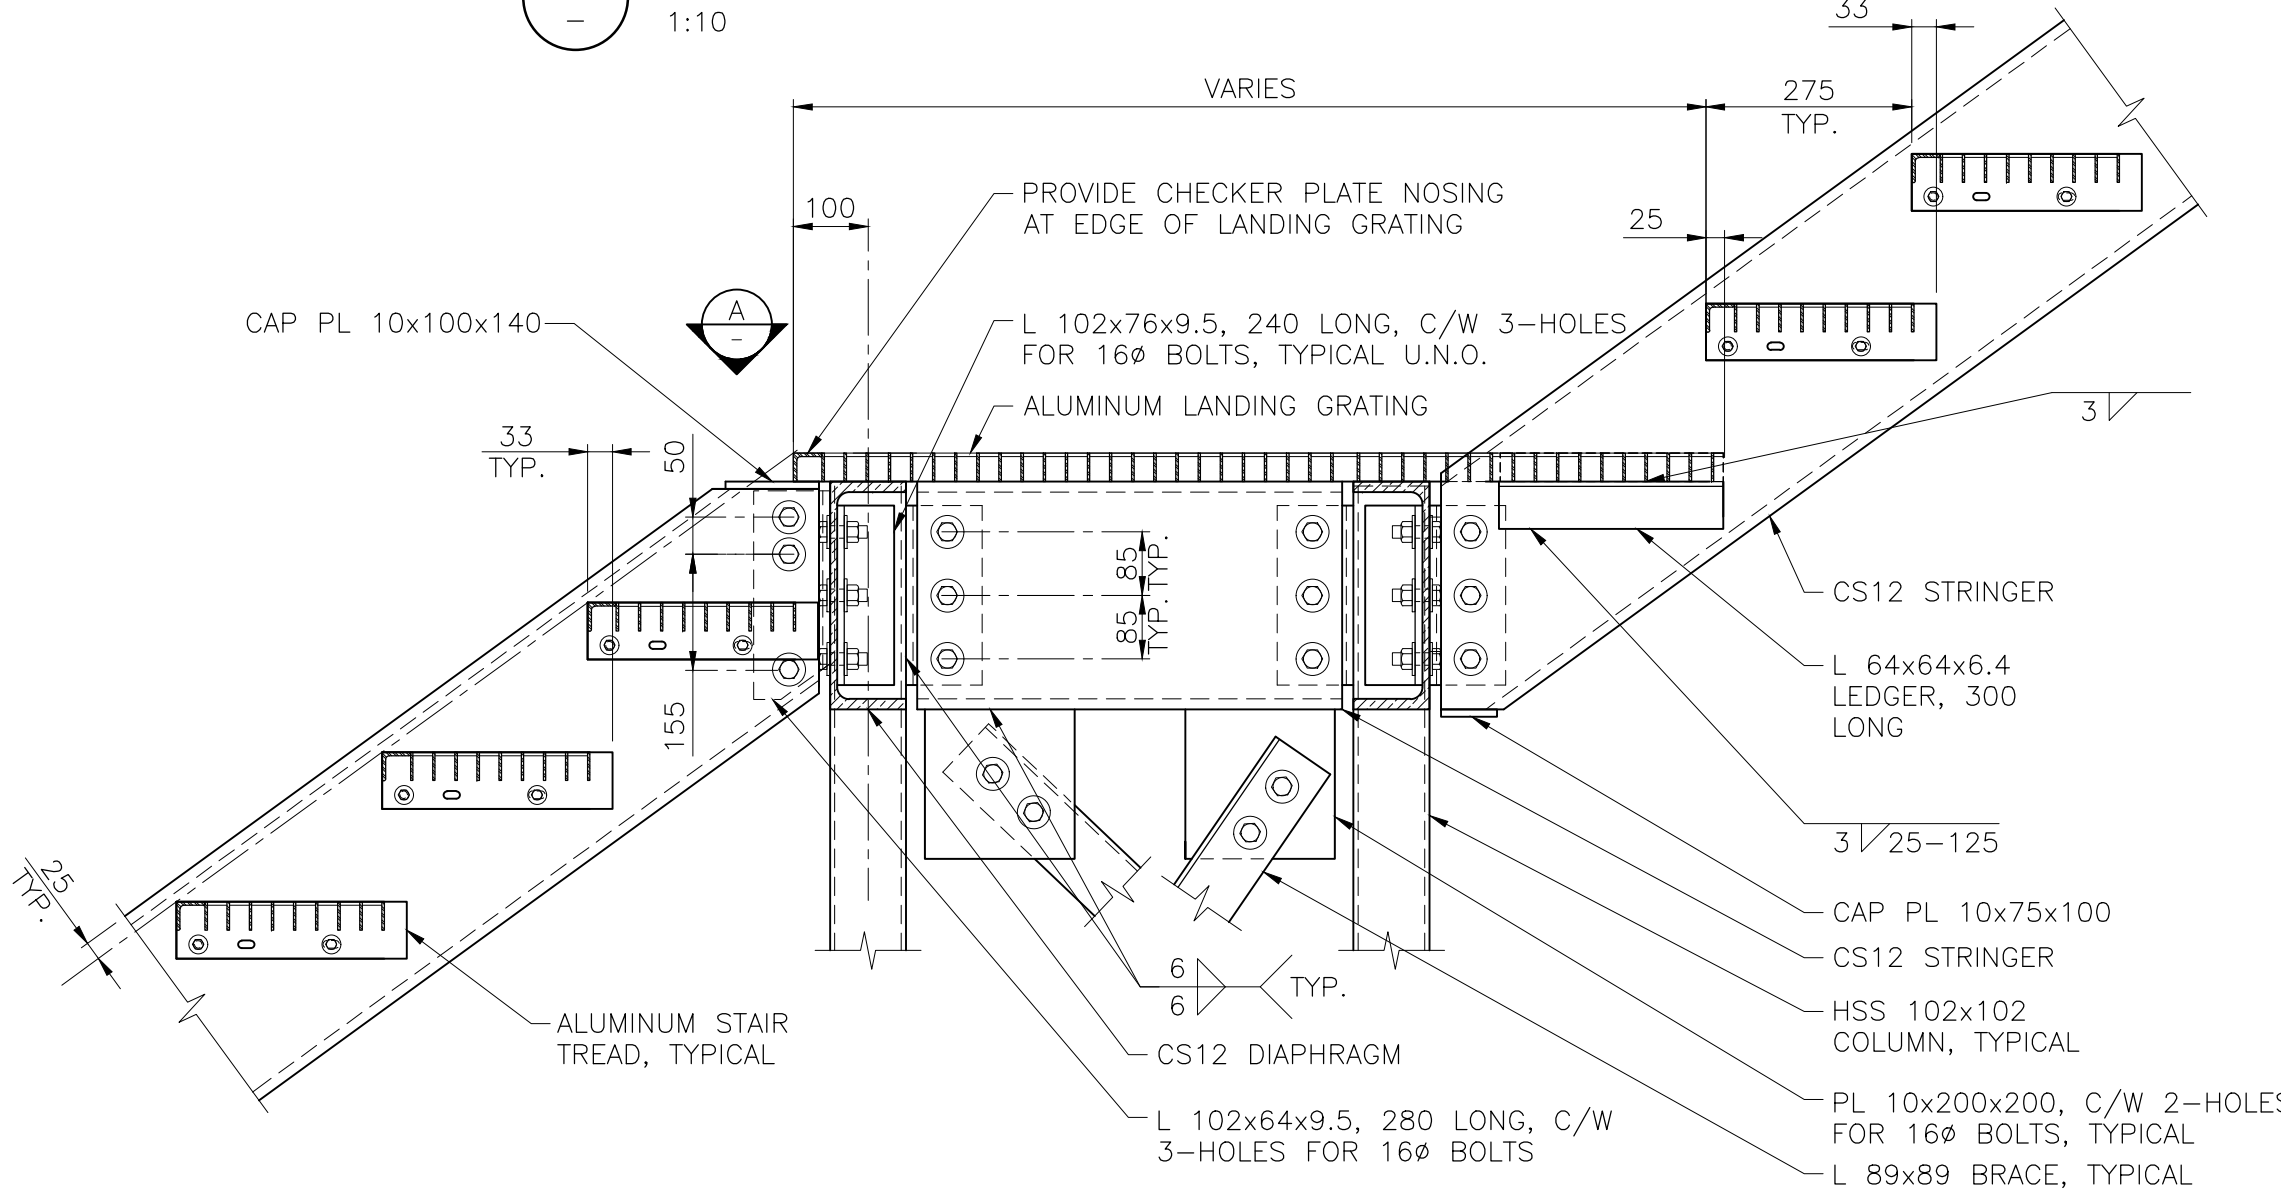 -
1:10
33
VARIES
275
TYP.
PROVIDE CHECKER PLATE NOSING
AT EDGE OF LANDING GRATING
100
25
CAP PL 10x100x140
A
-
L 102x76x9.5, 240 LONG, C/W 3-HOLES
FOR 16ø BOLTS, TYPICAL U.N.O.
ALUMINUM LANDING GRATING
3
33
TYP.
50
155
85
TYP.
85
TYP.
CS12 STRINGER
L 64x64x6.4
LEDGER, 300
LONG
3 25-125
25
TYP.
CAP PL 10x75x100
CS12 STRINGER
6
6
TYP.
HSS 102x102
COLUMN, TYPICAL
ALUMINUM STAIR
TREAD, TYPICAL
CS12 DIAPHRAGM
L 102x64x9.5, 280 LONG, C/W
3-HOLES FOR 16ø BOLTS
PL 10x200x200, C/W 2-HOLES
FOR 16ø BOLTS, TYPICAL
L 89x89 BRACE, TYPICAL